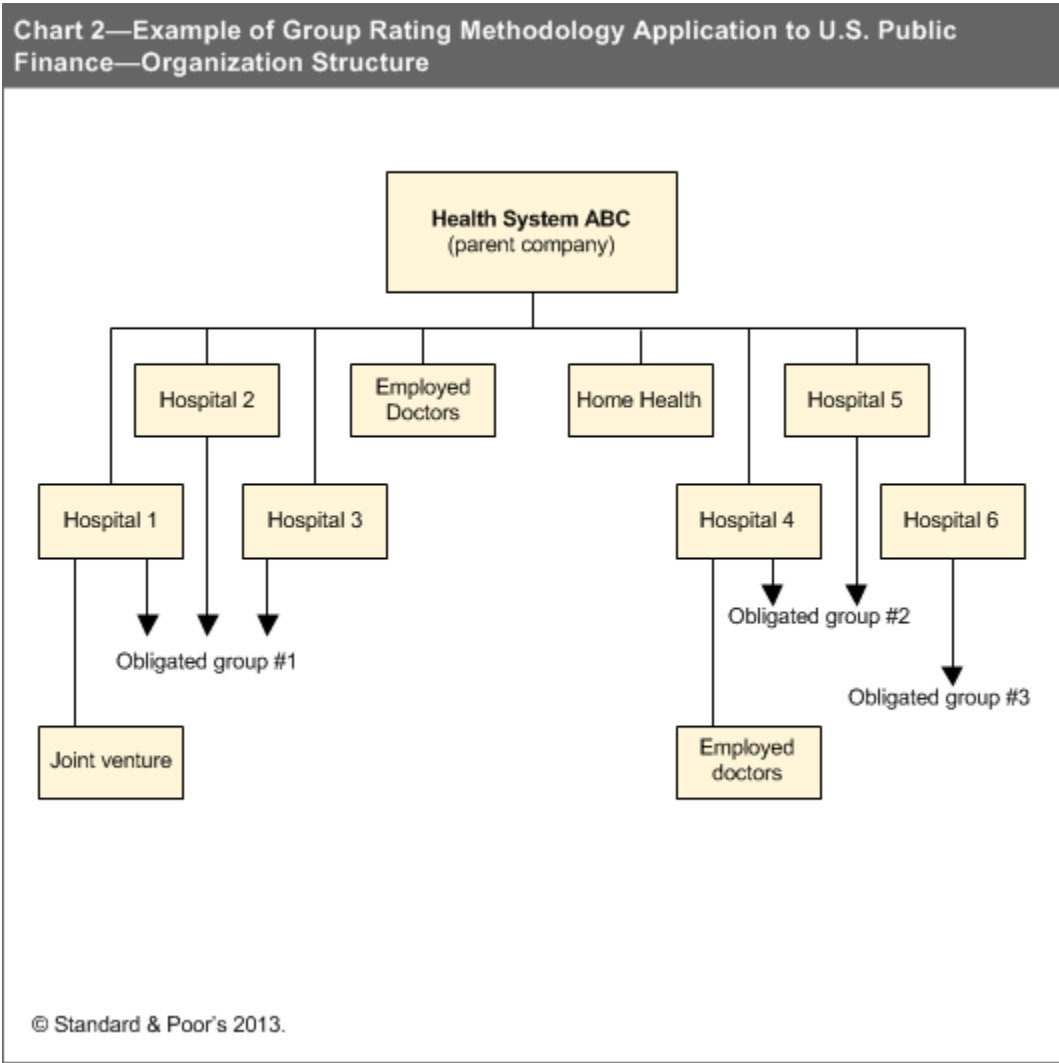 Chart 2—Example of Group Rating Methodology Application to U.S. Public
Finance—Organization Structure
Health System ABC
(parent company)
Hospital 2
Employed
Doctors
Home Health
Hospital 5
Hospital 1
Hospital 3
Hospital 4
Hospital 6
Obligated group #2
Obligated group #1
Obligated group #3
Joint venture
Employed
doctors
© Standard & Poor's 2013.